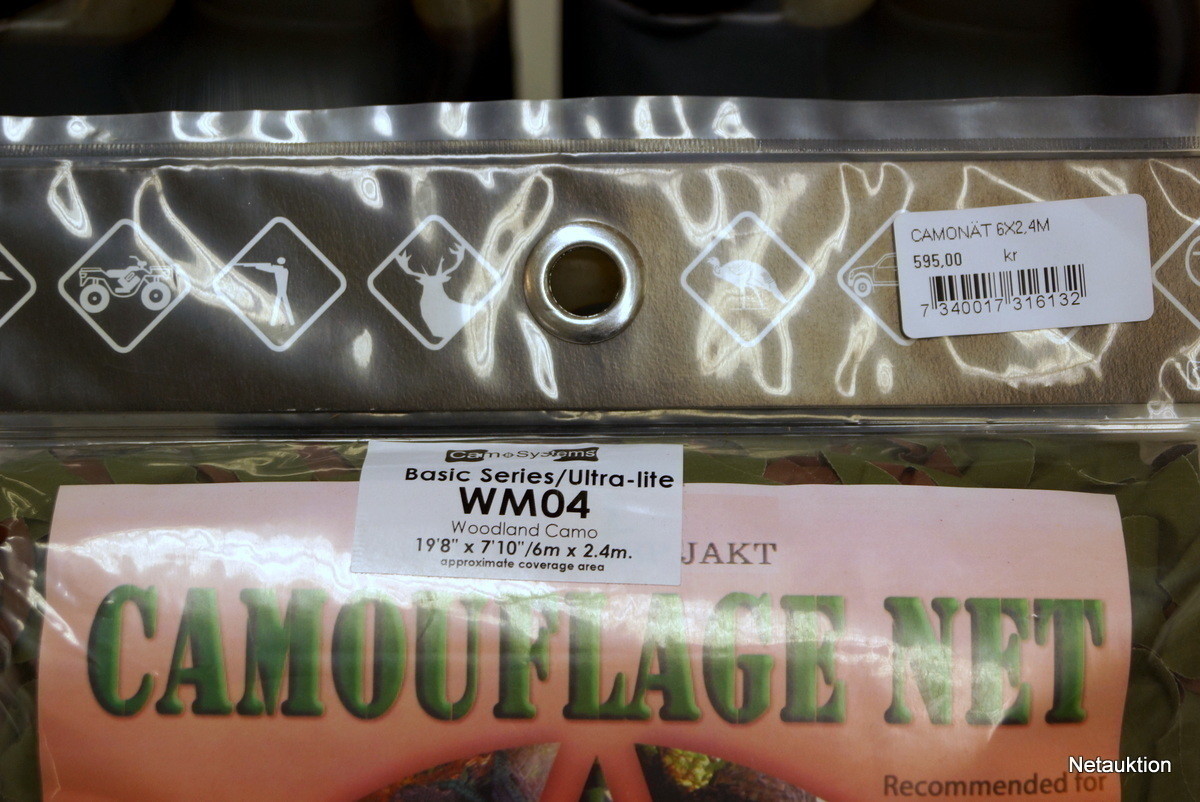 CAMONÄT 6X2,4M
595,00 kr
7 340017 316132
CamoSystems
Basic Series/Ultra-lite
WM04
Woodland Camo
19'8" x 7'10"/6m x 2.4m.
approximate coverage area
JAKT
CAMOUFLAGE NET
Recommended for
Netauktion